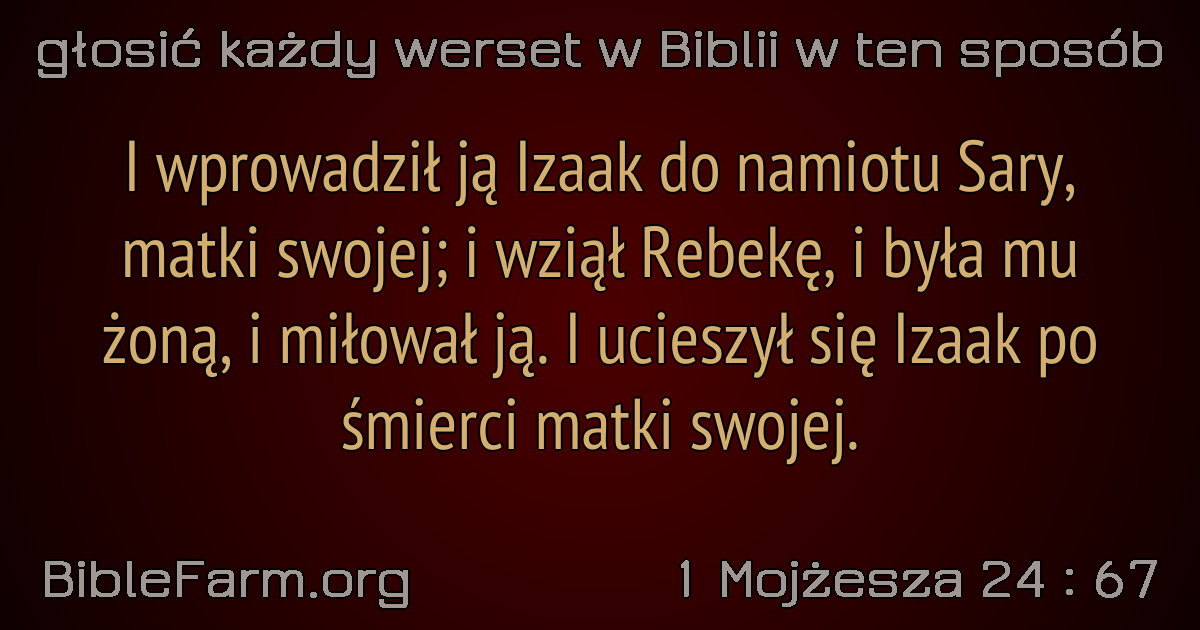 głosić każdy werset w Biblii w ten sposób
I wprowadził ją Izaak do namiotu Sary,
matki swojej; i wziął Rebekę, i była mu
żoną, i miłował ją. I ucieszył się Izaak po
śmierci matki swojej.
BibleFarm.org
1 Mojżesza 24 : 67